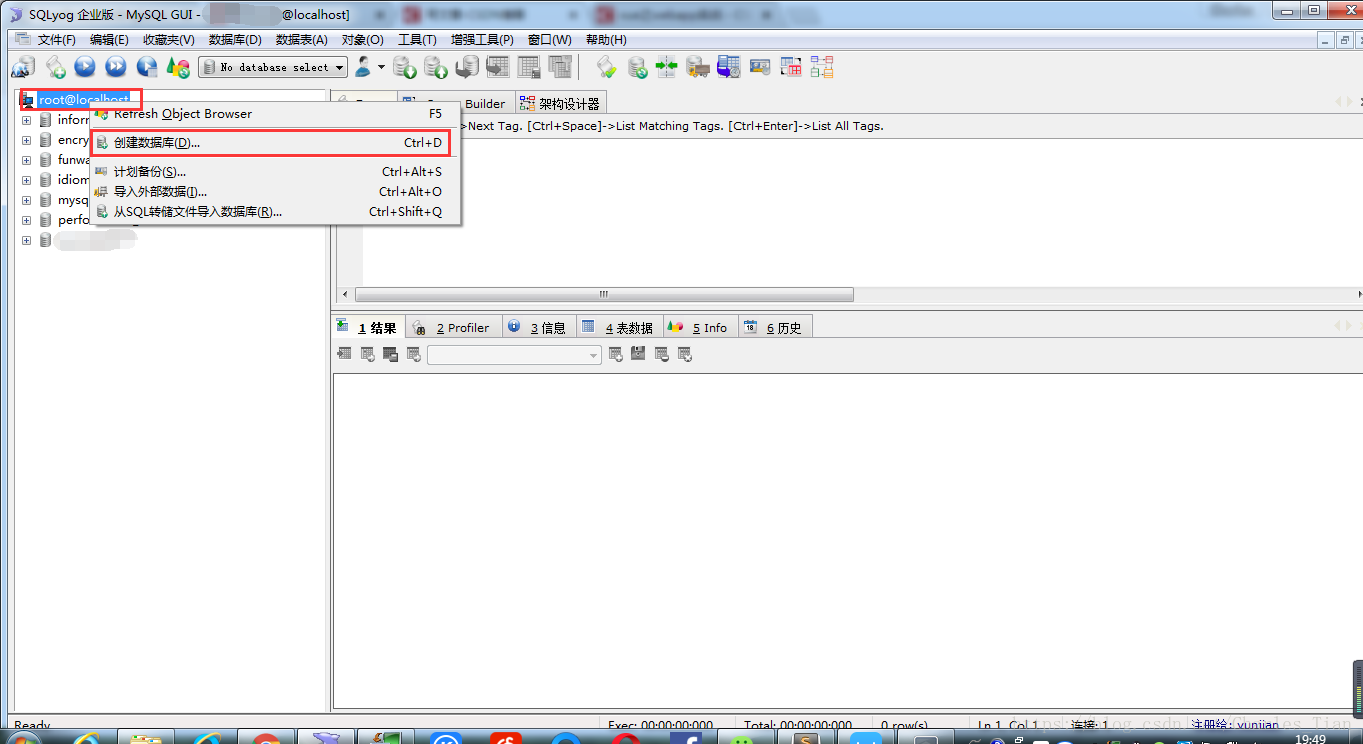 SQLyog 企业版 - MySQL GUI - @localhost]
文件(F) 编辑(E) 收藏夹(V) 数据库(D) 数据表(A) 对象(O) 工具(T) 增强工具(P) 窗口(W) 帮助(H)
No database select
root@localhost
Refresh Object Browser F5
创建数据库(D)... Ctrl+D
计划备份(S)... Ctrl+Alt+S
导入外部数据(I)... Ctrl+Alt+O
从SQL转储文件导入数据库(R)... Ctrl+Shift+Q
inform
encry
funwa
idiom
mysq
perfo
Builder 架构设计器
>Next Tag. [Ctrl+Space]->List Matching Tags. [Ctrl+Enter]->List All Tags.
1 结果 2 Profiler 3 信息 4 表数据 5 Info 6 历史
Ready Exec: 00:00:00:000 Total: 00:00:00:000 0 row(s) Ln 1, Col 1 连接: 1 注册给: yunjian
19:49